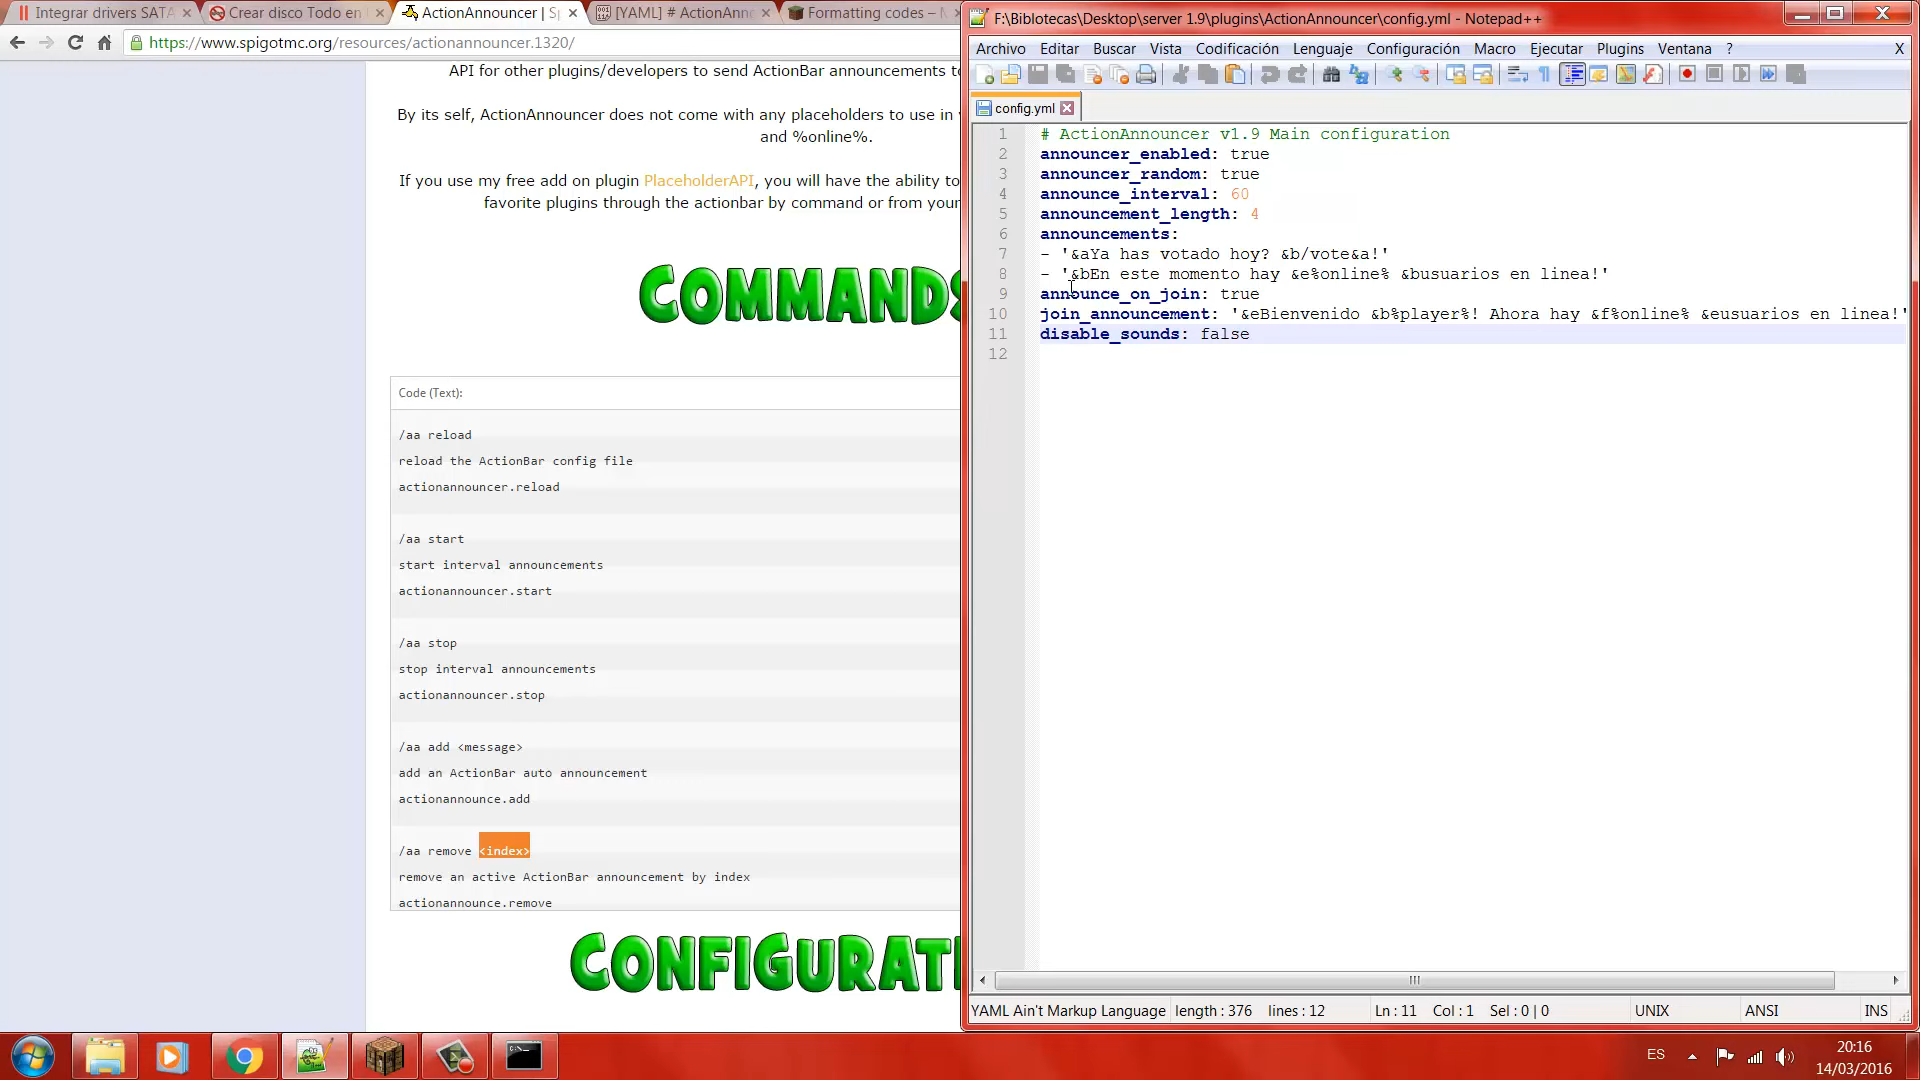 Integrar drivers SATA
Crear disco Todo en
ActionAnnouncer | S
[YAML] # ActionAnn
Formatting codes –
https://www.spigotmc.org/resources/actionannouncer.1320/
API for other plugins/developers to send ActionBar announcements to
By its self, ActionAnnouncer does not come with any placeholders to use in
and %online%.
If you use my free add on plugin PlaceholderAPI, you will have the ability to
favorite plugins through the actionbar by command or from your
COMMANDS
Code (Text):
/aa reload
reload the ActionBar config file
actionannouncer.reload
/aa start
start interval announcements
actionannouncer.start
/aa stop
stop interval announcements
actionannouncer.stop
/aa add <message>
add an ActionBar auto announcement
actionannounce.add
/aa remove <index>
remove an active ActionBar announcement by index
actionannounce.remove
CONFIGURAT
F:\Biblotecas\Desktop\server 1.9\plugins\ActionAnnouncer\config.yml - Notepad++
Archivo Editar Buscar Vista Codificación Lenguaje Configuración Macro Ejecutar Plugins Ventana ? X
config.yml
1 # ActionAnnouncer v1.9 Main configuration
2 announcer_enabled: true
3 announcer_random: true
4 announce_interval: 60
5 announcement_length: 4
6 announcements:
7 - '&aYa has votado hoy? &b/vote&a!'
8 - '&bEn este momento hay &e%online% &busuarios en linea!'
9 announce_on_join: true
10 join_announcement: '&eBienvenido &b%player%! Ahora hay &f%online% &eusuarios en linea!'
11 disable_sounds: false
12
YAML Ain't Markup Language length : 376 lines : 12 Ln : 11 Col : 1 Sel : 0 | 0 UNIX ANSI INS
ES
20:16
14/03/2016